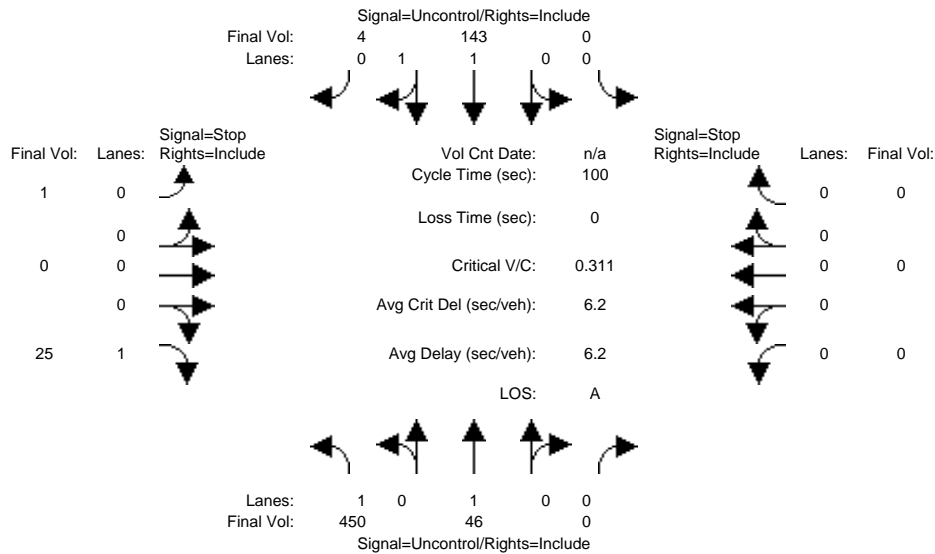 Signal=Uncontrol/Rights=Include
Final Vol: 4 143 0
Lanes: 0 1 1 0 0
Signal=Stop Signal=Stop
Final Vol: Lanes: Rights=Include Vol Cnt Date: n/a Rights=Include Lanes: Final Vol:
Cycle Time (sec): 100
1 0 0 0
Loss Time (sec): 0
0 0
0 0 Critical V/C: 0.311 0 0
0 Avg Crit Del (sec/veh): 6.2 0
25 1 Avg Delay (sec/veh): 6.2 0 0
LOS: A
Lanes: 1 0 1 0 0
Final Vol: 450 46 0
Signal=Uncontrol/Rights=Include